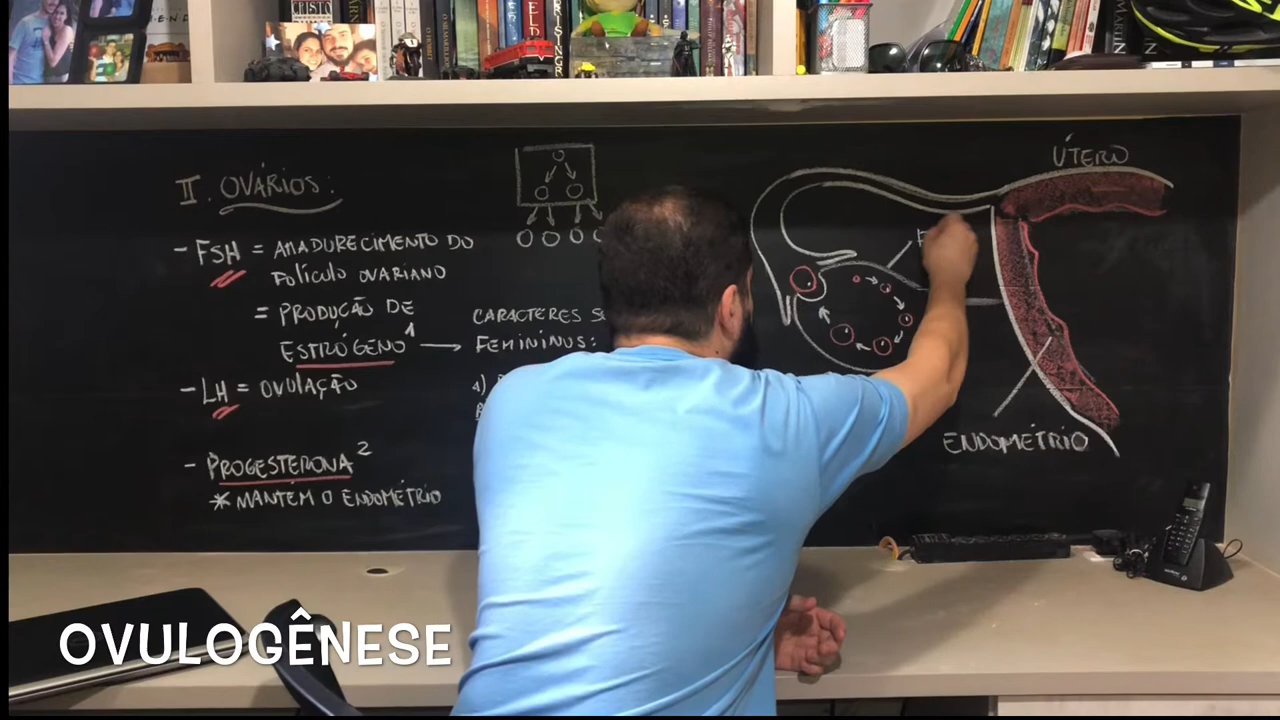 II. OVÁRIOS:
- FSH = AMADURECIMENTO DO
FOLÍCULO OVARIANO
= PRODUÇÃO DE
ESTRÓGENO¹
- LH = OVULAÇÃO
- PROGESTERONA²
* MANTÉM O ENDOMÉTRIO
CARACTERES
FEMININOS:
a)
ÚTERO
ENDOMÉTRIO
OVULOGÊNESE